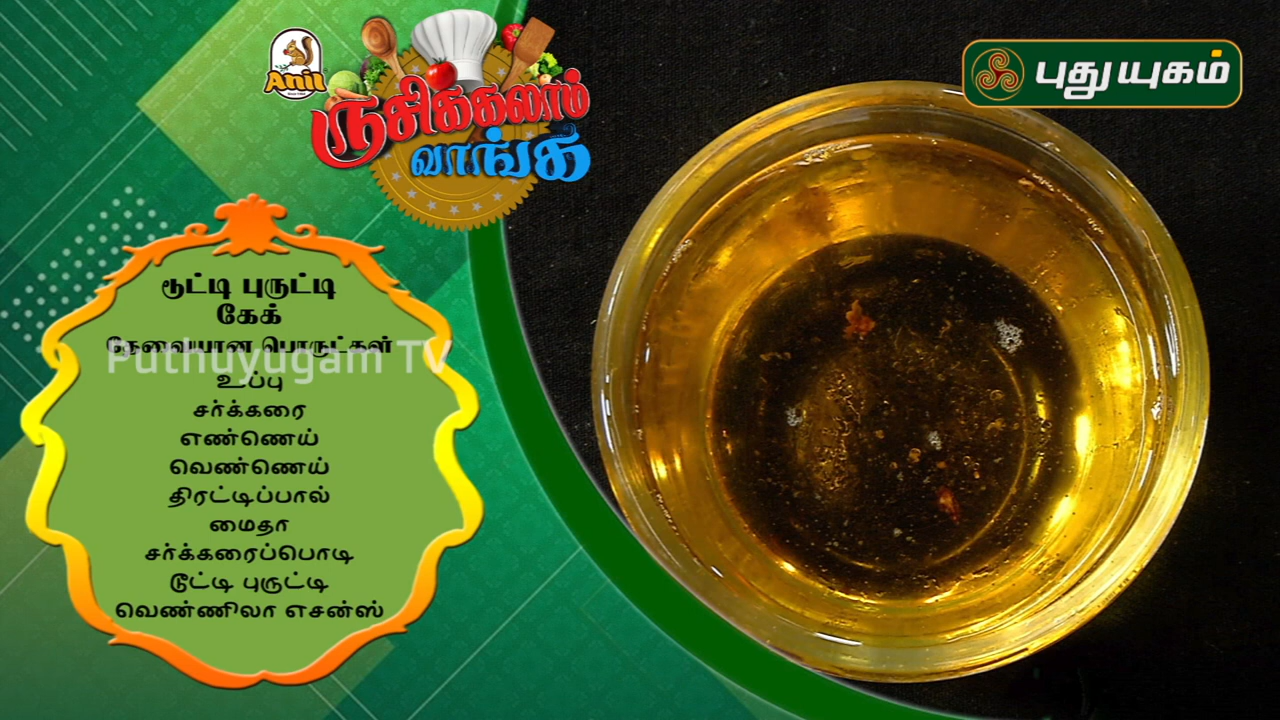 Anil
ருசிக்கலாம்
வாங்க
புதுயுகம்
டூட்டி புருட்டி
கேக்
தேவையான பொருட்கள்
Puthuyugam TV
உப்பு
சர்க்கரை
எண்ணெய்
வெண்ணெய்
திரட்டிப்பால்
மைதா
சர்க்கரைப்பொடி
டூட்டி புருட்டி
வெண்ணிலா எசன்ஸ்